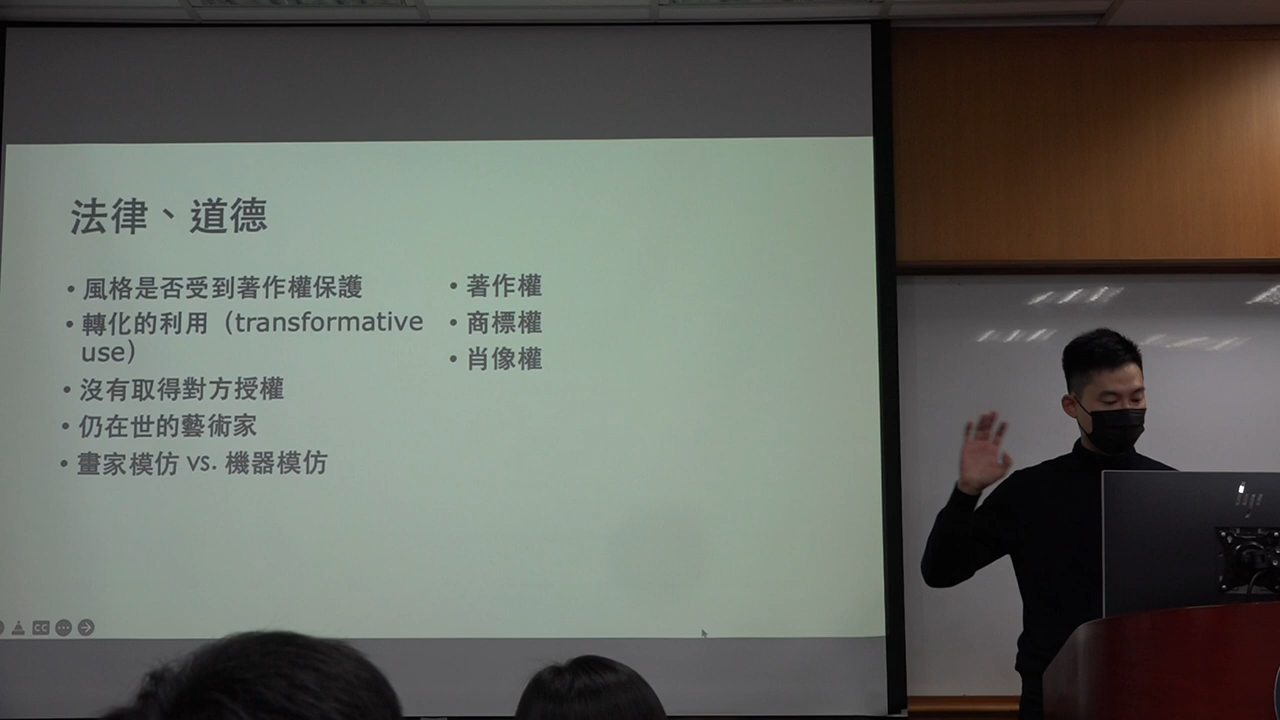 法律、道德
• 風格是否受到著作權保護
• 轉化的利用（transformative
use）
• 沒有取得對方授權
• 仍在世的藝術家
• 畫家模仿 vs. 機器模仿
• 著作權
• 商標權
• 肖像權
CC
hp